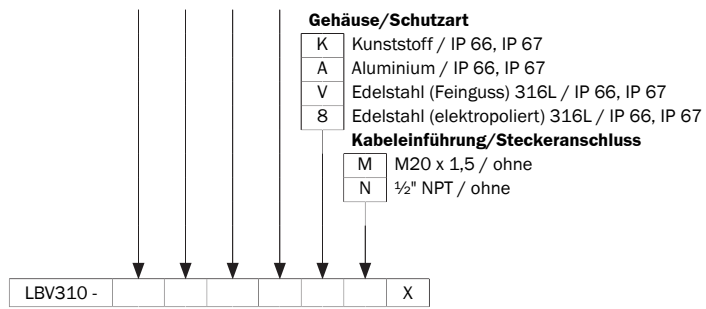 Gehäuse/Schutzart
K Kunststoff / IP 66, IP 67
A Aluminium / IP 66, IP 67
V Edelstahl (Feinguss) 316L / IP 66, IP 67
8 Edelstahl (elektropoliert) 316L / IP 66, IP 67
Kabeleinführung/Steckeranschluss
M M20 x 1,5 / ohne
N ½" NPT / ohne
LBV310 - X